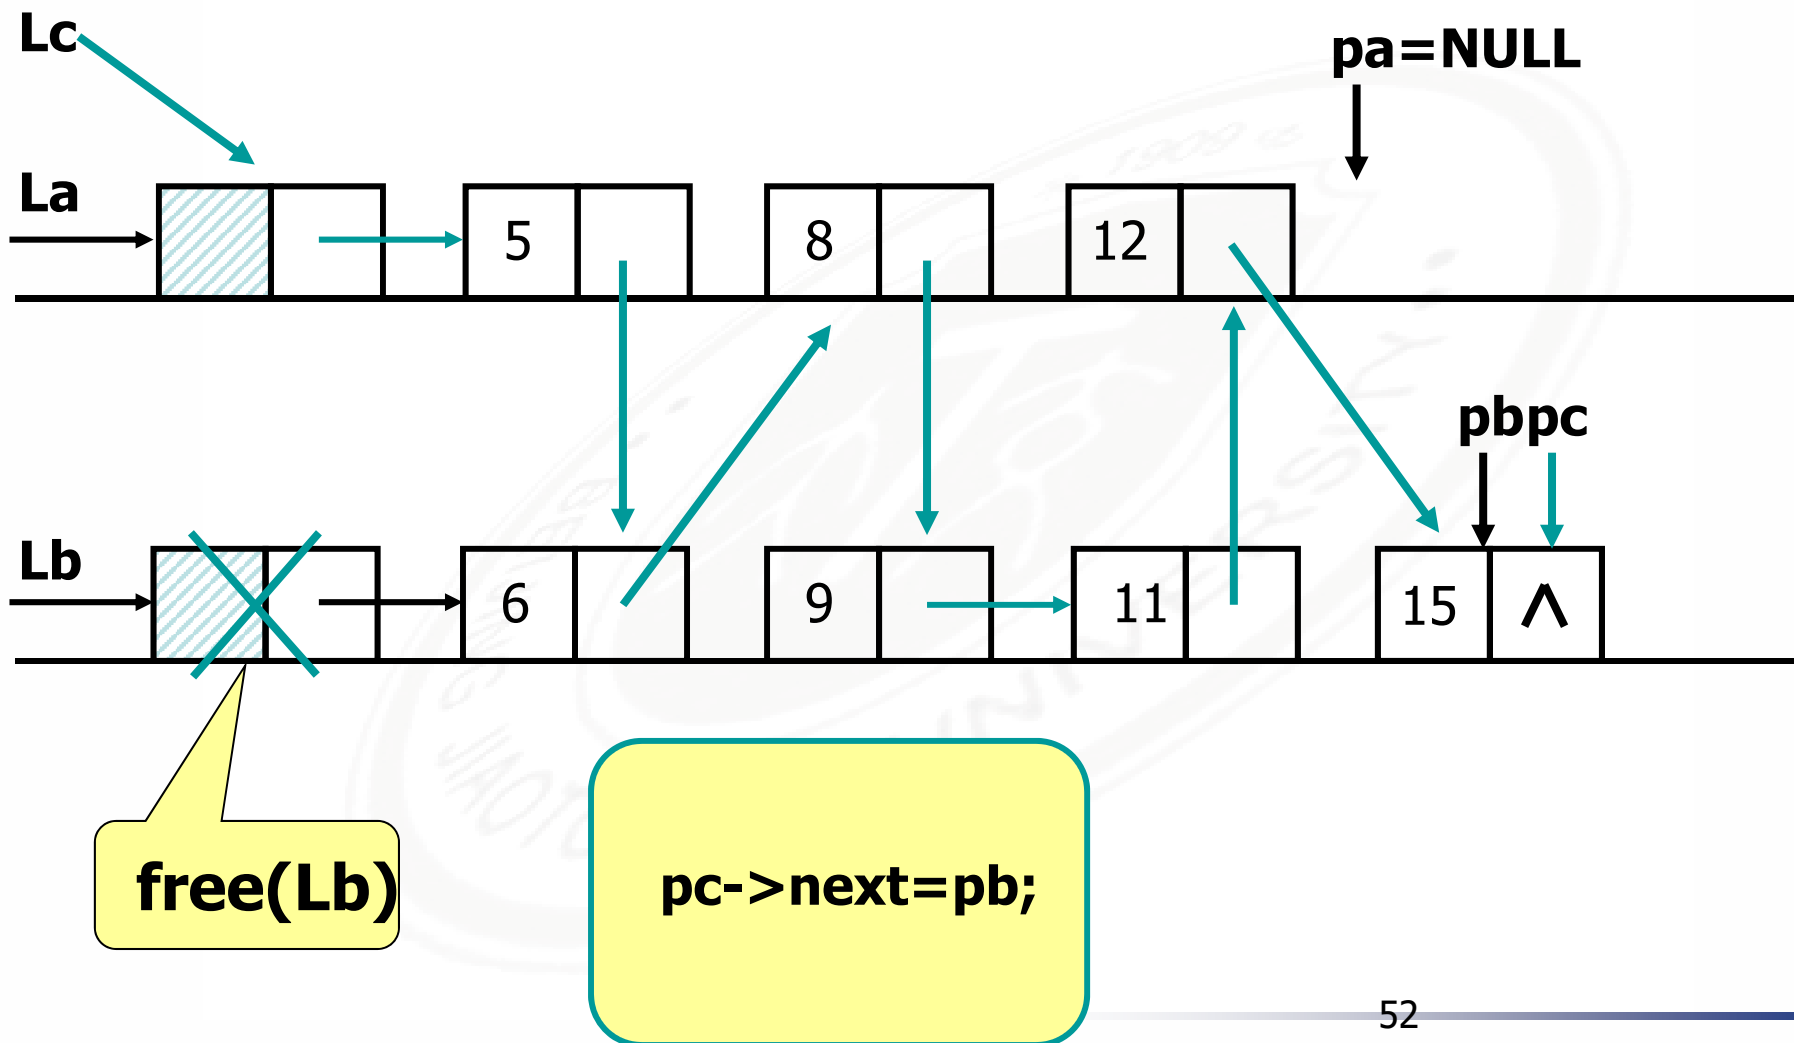 Lc
pa=NULL
La
5
8
12
pbpc
Lb
6
9
11
15
∧
free(Lb)
pc->next=pb;
52